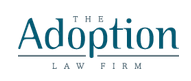 THE
Adoption
LAW FIRM